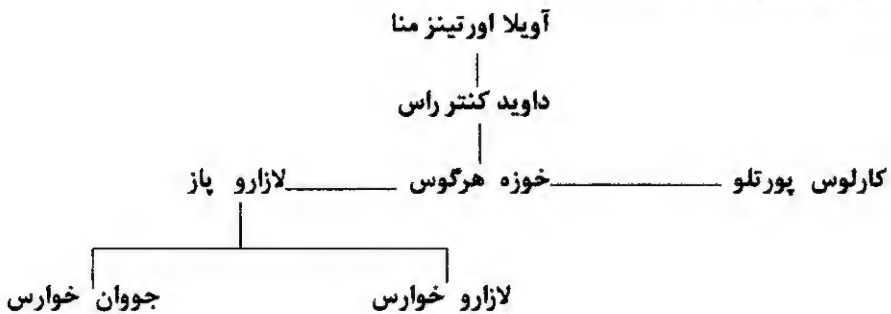 آویلا اورتینز منا
داوید کنتر راس
کارلوس پورتلو خوزه هرگوس لازارو پاز
لازارو خوارس جووان خوارس